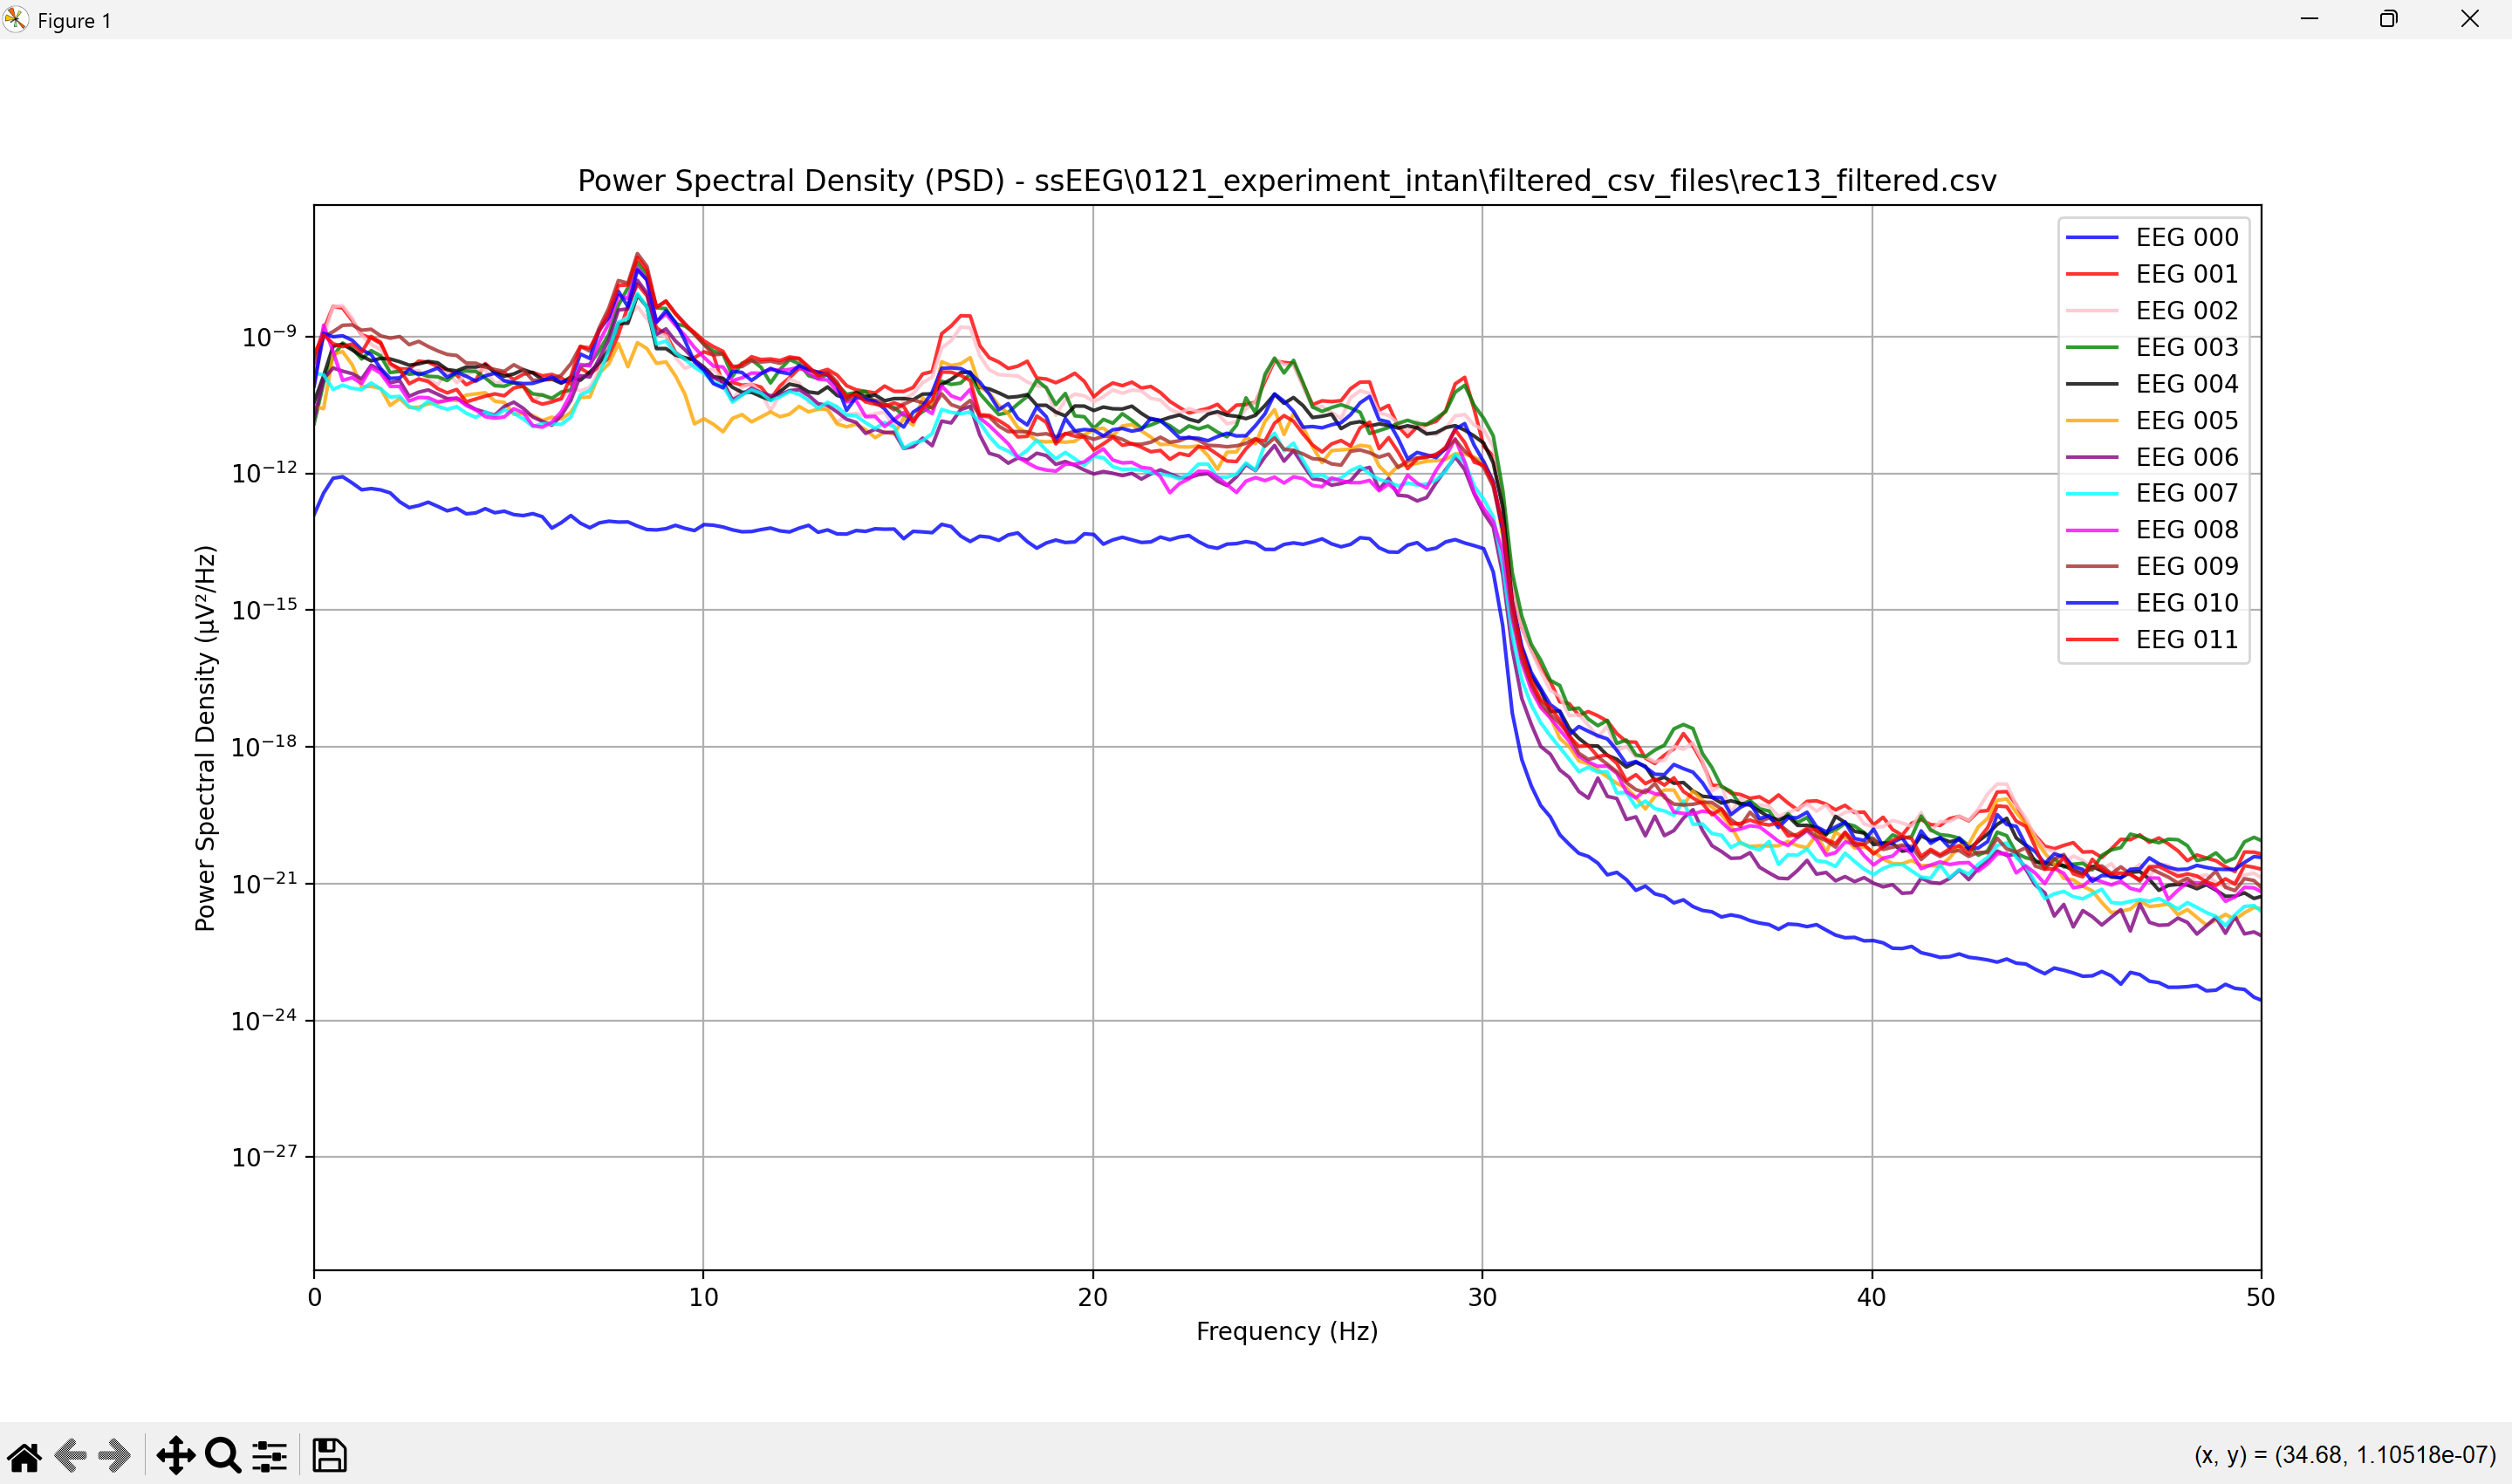 Figure 1
Power Spectral Density (PSD) - ssEEG\0121_experiment_intan\filtered_csv_files\rec13_filtered.csv
EEG 000
EEG 001
EEG 002
EEG 003
EEG 004
EEG 005
EEG 006
EEG 007
EEG 008
EEG 009
EEG 010
EEG 011
Power Spectral Density (µV²/Hz)
10⁻⁹
10⁻¹²
10⁻¹⁵
10⁻¹⁸
10⁻²¹
10⁻²⁴
10⁻²⁷
0 10 20 30 40 50
Frequency (Hz)
(x, y) = (34.68, 1.10518e-07)